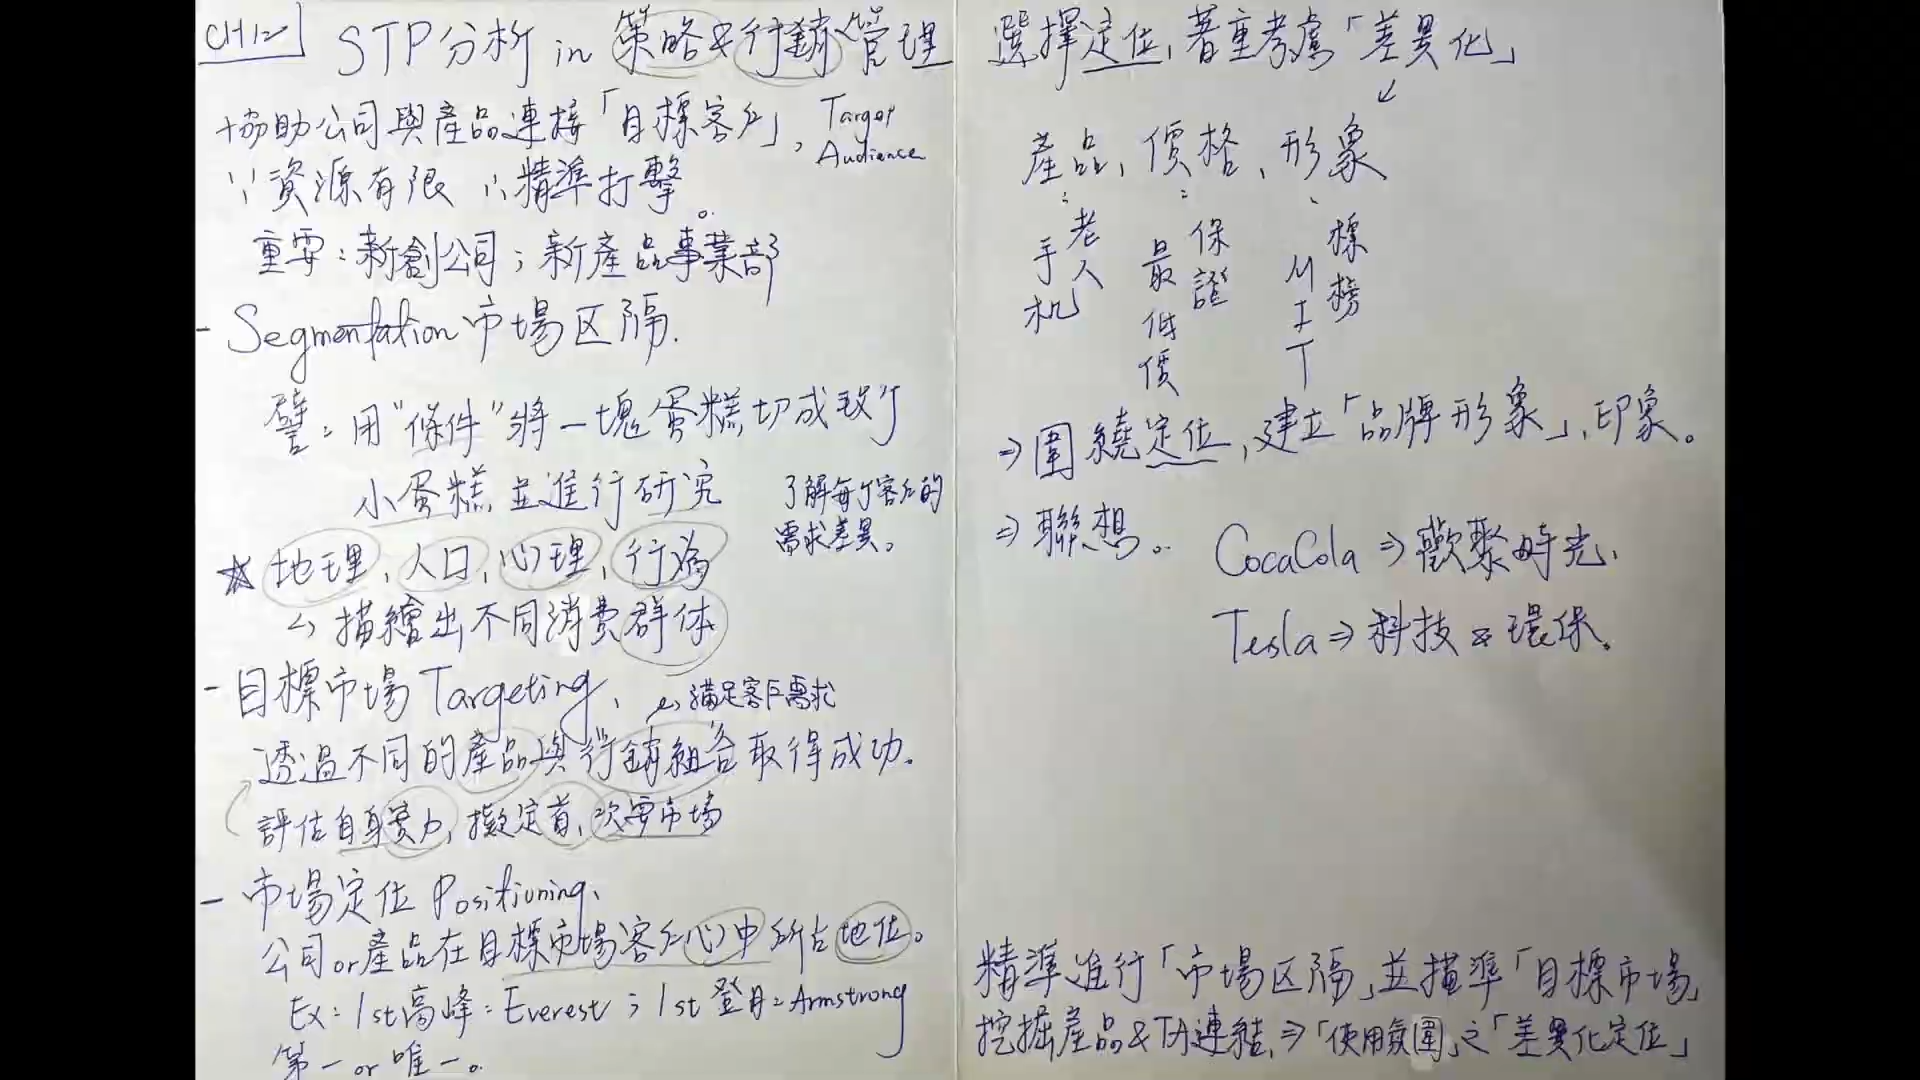 CH12 STP分析 in 策略&行銷管理
協助公司與產品連接「目標客戶」, Target Audience
∵資源有限 ∴精準打擊。
重要:新創公司;新產品事業部
- Segmentation 市場区隔.
譬:用"條件"將一塊蛋糕切成数个
小蛋糕並進行研究
了解每个客户的
需求差異。
☆ 地理,人口,心理,行為
↳ 描繪出不同消費群体
- 目標市場 Targeting, ↳ 滿足客戶需求
透過不同的產品與行銷組合取得成功.
評估自身實力,擬定首,次要市場
- 市場定位 Positioning、
公司or產品在目標市場客户心中所占地位。
Ex:1st高峰:Everest;1st 登月:Armstrong
第一 or 唯一。
選擇定位,著重考慮「差異化」
↙
產品,價格,形象
老人手机
保證最低價
標榜MIT
⇒圍繞定位,建立「品牌形象」,印象。
⇒聯想。 CocaCola⇒歡聚時光.
Tesla⇒科技&環保。
精準進行「市場区隔」並描準「目標市場」
挖掘產品&TA連結,⇒「使用氛圍」之「差異化定位」